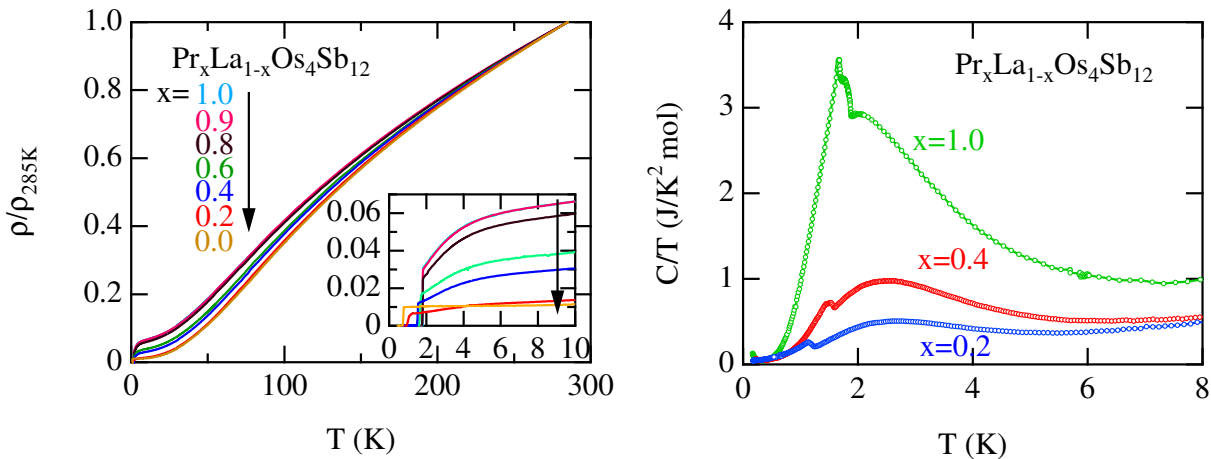 1.0
0.8
0.6
0.4
0.2
0
ρ/ρ285K
PrxLa1-xOs4Sb12
x= 1.0
0.9
0.8
0.6
0.4
0.2
0.0
0.06
0.04
0.02
0
0 2 4 6 8 10
0 100 200 300
T (K)
4
3
2
1
0
C/T (J/K2 mol)
PrxLa1-xOs4Sb12
x=1.0
x=0.4
x=0.2
0 2 4 6 8
T (K)